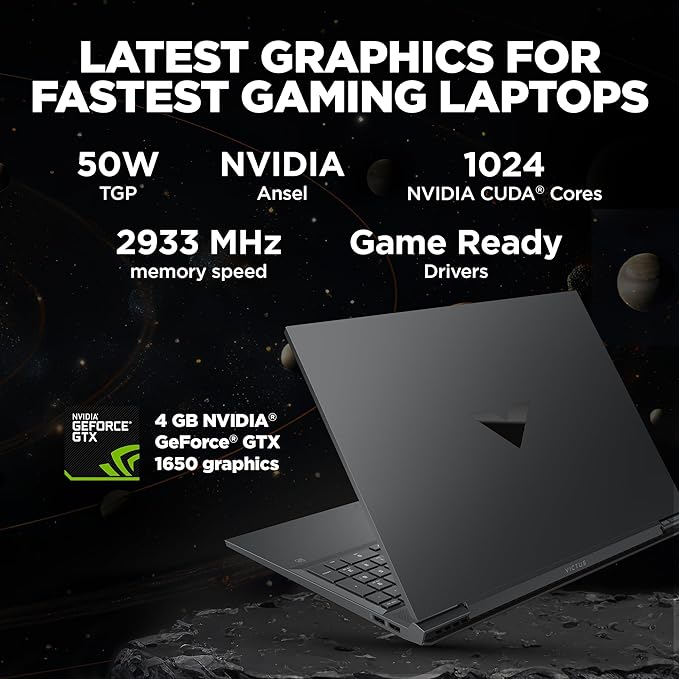 LATEST GRAPHICS FOR
FASTEST GAMING LAPTOPS
50W
TGP
NVIDIA
Ansel
1024
NVIDIA CUDA® Cores
2933 MHz
memory speed
Game Ready
Drivers
NVIDIA
GEFORCE®
GTX
4 GB NVIDIA®
GeForce® GTX
1650 graphics
VICTUS